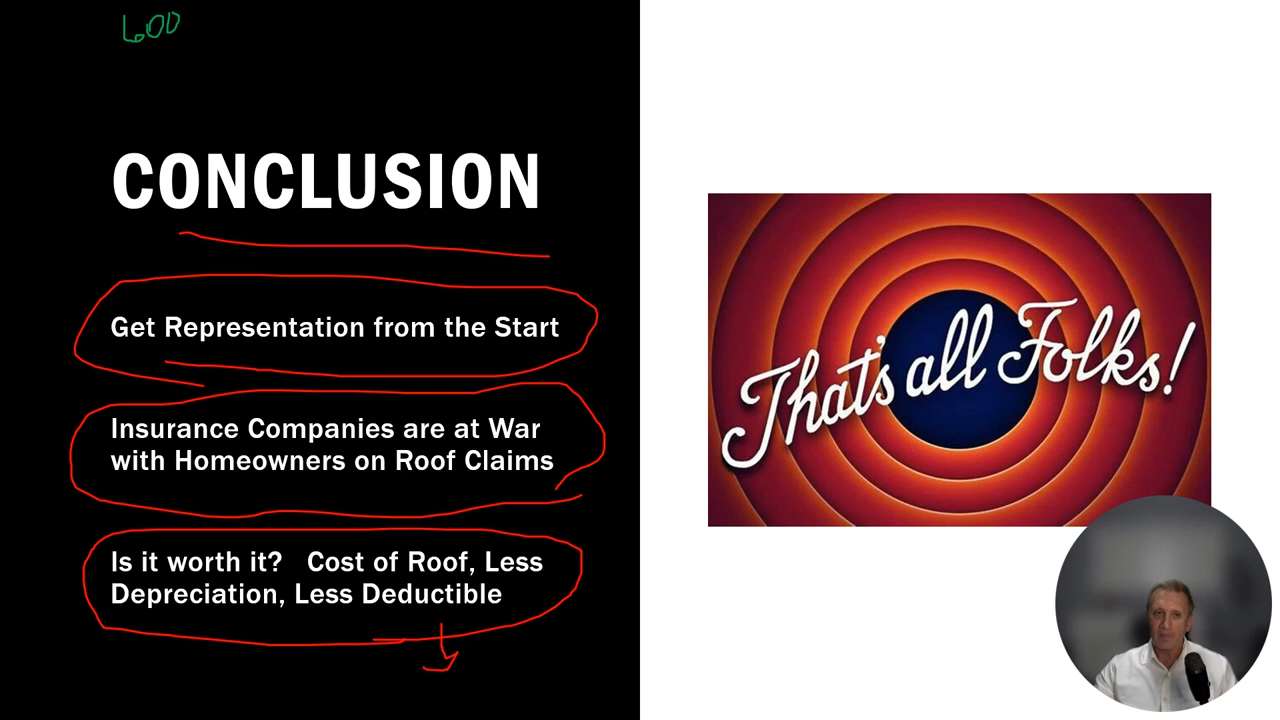 600
CONCLUSION
Get Representation from the Start
Insurance Companies are at War
with Homeowners on Roof Claims
Is it worth it? Cost of Roof, Less
Depreciation, Less Deductible
That's all Folks!